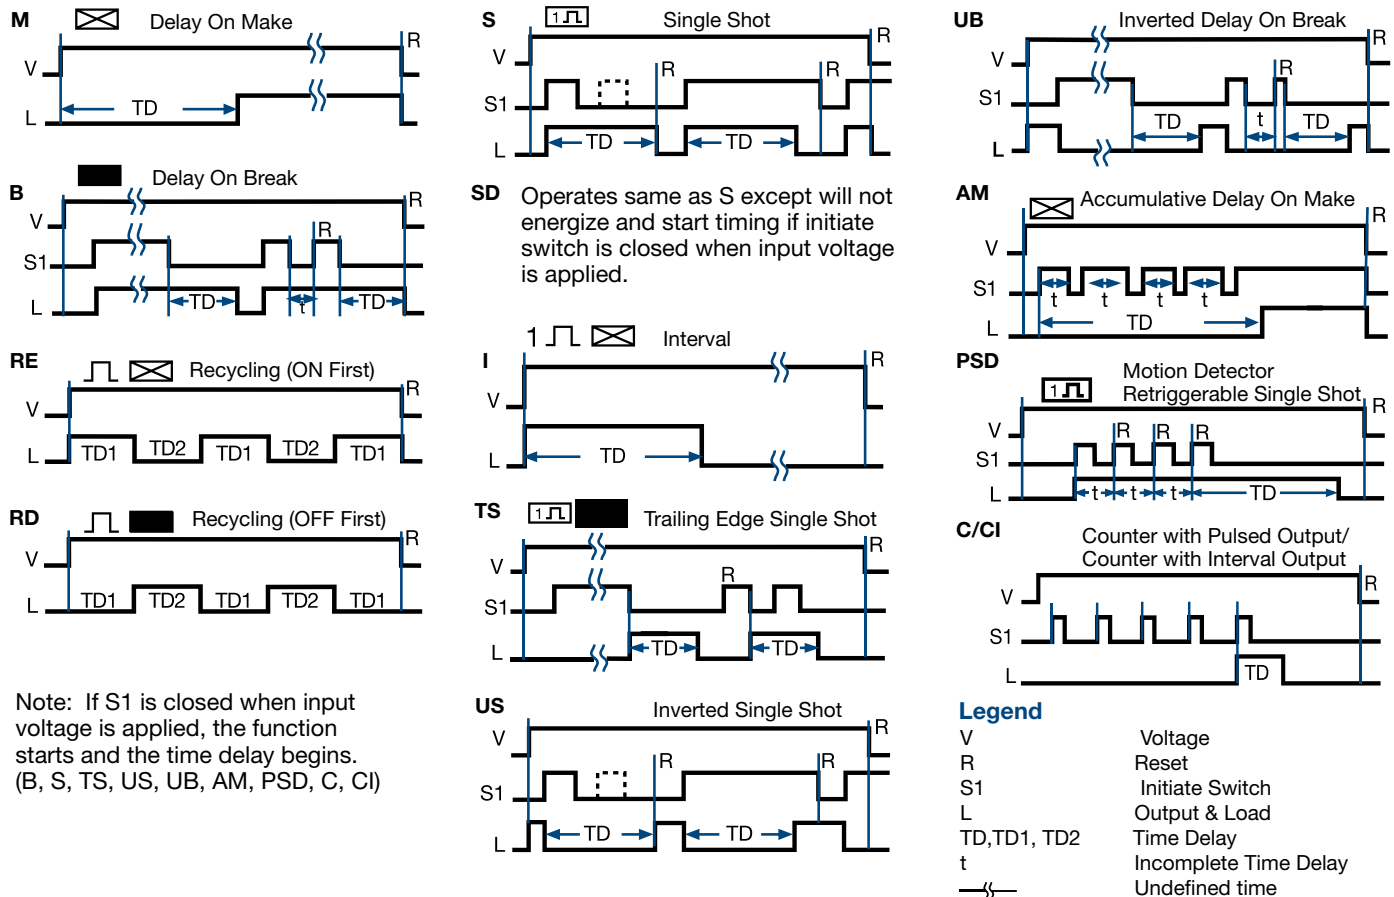 M Delay On Make
R
V
TD
L
B Delay On Break
R
V
R
S1
TD t TD
L
RE Recycling (ON First)
R
V
L TD1 TD2 TD1 TD2 TD1
RD Recycling (OFF First)
R
V
L TD1 TD2 TD1 TD2 TD1
Note: If S1 is closed when input
voltage is applied, the function
starts and the time delay begins.
(B, S, TS, US, UB, AM, PSD, C, CI)
S 1 Single Shot
R
V
R R
S1
L TD TD
SD Operates same as S except will not
energize and start timing if initiate
switch is closed when input voltage
is applied.
I 1 Interval
R
V
L TD
TS 1 Trailing Edge Single Shot
R
V
R
S1
L TD TD
US Inverted Single Shot
R
V
R R
S1
L TD TD
UB Inverted Delay On Break
R
V
R
S1
TD t TD
L
AM Accumulative Delay On Make
R
V
S1
t t t t
L TD
PSD Motion Detector
1 Retriggerable Single Shot
R
V
R R R
S1
L t t t TD
C/CI Counter with Pulsed Output/
Counter with Interval Output
R
V
S1
L TD
Legend
V Voltage
R Reset
S1 Initiate Switch
L Output & Load
TD,TD1, TD2 Time Delay
t Incomplete Time Delay
Undefined time